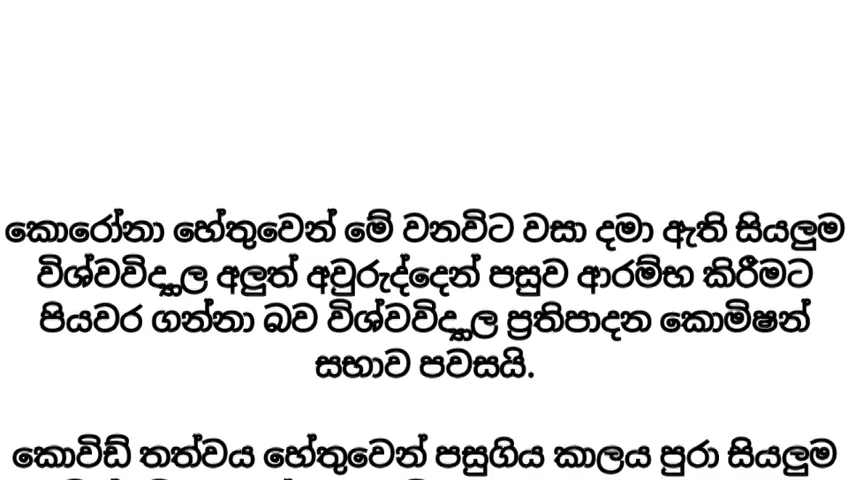 කොරෝනා හේතුවෙන් මේ වනවිට වසා දමා ඇති සියලුම
විශ්වවිද්‍යාල අලුත් අවුරුද්දෙන් පසුව ආරම්භ කිරීමට
පියවර ගන්නා බව විශ්වවිද්‍යාල ප්‍රතිපාදන කොමිෂන්
සභාව පවසයි.
කොවිඩ් තත්වය හේතුවෙන් පසුගිය කාලය පුරා සියලුම